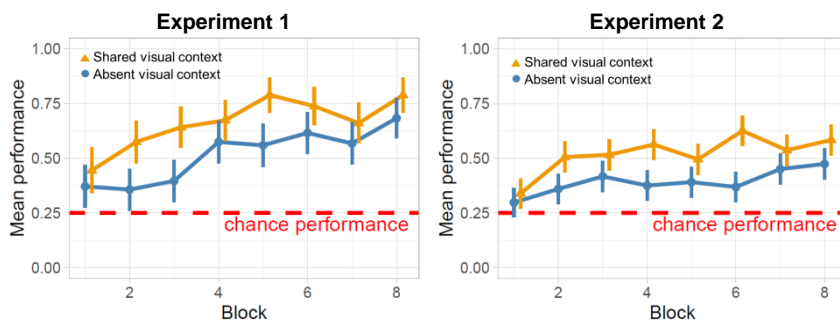 Experiment 1
Mean performance
1.00
0.75
0.50
0.25
0.00
Shared visual context
Absent visual context
chance performance
2 4 6 8
Block
Experiment 2
Mean performance
1.00
0.75
0.50
0.25
0.00
Shared visual context
Absent visual context
chance performance
2 4 6 8
Block